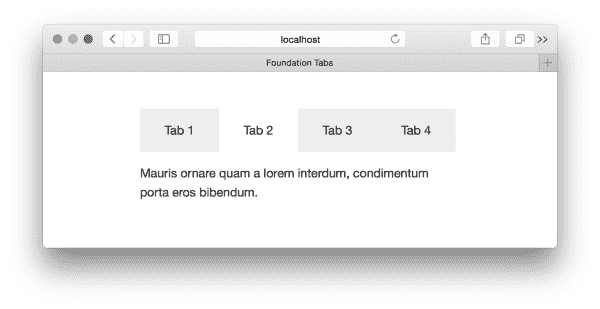 localhost
Foundation Tabs
Tab 1 Tab 2 Tab 3 Tab 4
Mauris ornare quam a lorem interdum, condimentum
porta eros bibendum.